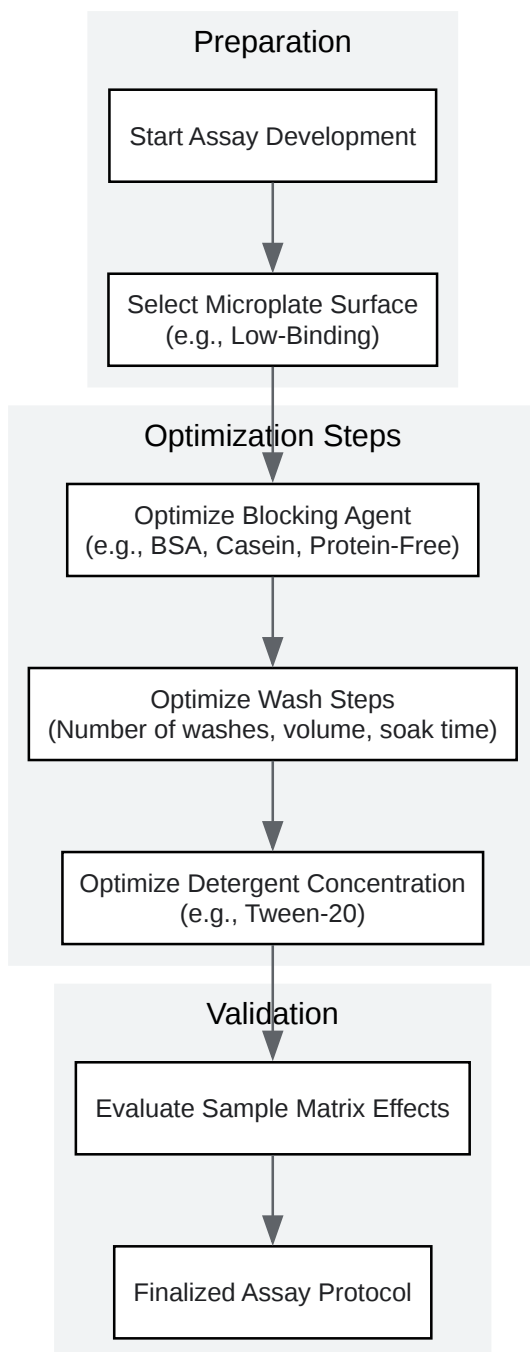 Preparation
Start Assay Development
Select Microplate Surface
(e.g., Low-Binding)
Optimization Steps
Optimize Blocking Agent
(e.g., BSA, Casein, Protein-Free)
Optimize Wash Steps
(Number of washes, volume, soak time)
Optimize Detergent Concentration
(e.g., Tween-20)
Validation
Evaluate Sample Matrix Effects
Finalized Assay Protocol